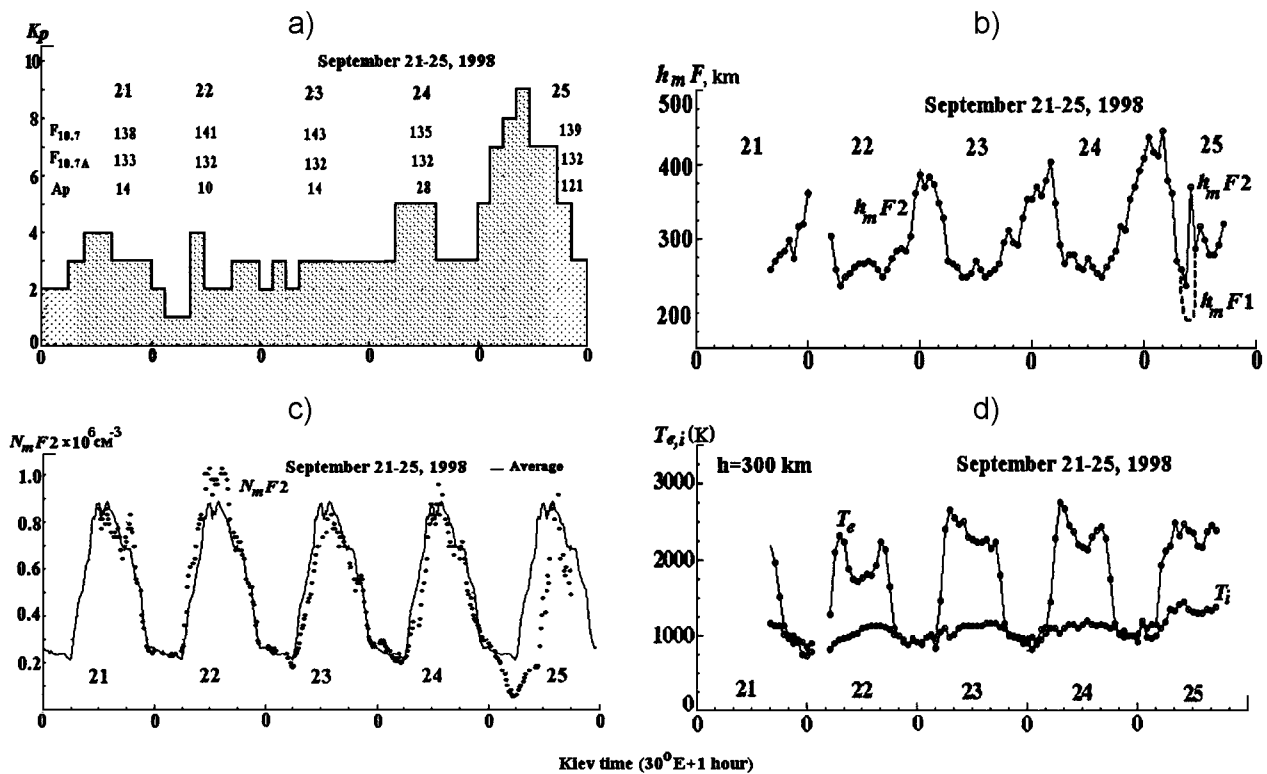 a)
Kp
September 21-25, 1998
21 22 23 24 25
F10.7 138 141 143 135 139
F10.7A 133 132 132 132 132
Ap 14 10 14 28 121
10
8
6
4
2
0
0 0 0 0 0 0
b)
hmF, km
September 21-25, 1998
21 22 23 24 25
500
400
300
200
hmF2
hmF2
hmF1
0 0 0 0 0 0
c)
NmF2 x10^6 см^-3
September 21-25, 1998 — Average
NmF2
1.0
0.8
0.6
0.4
0.2
21 22 23 24 25
0 0 0 0 0 0
d)
Te,i (K)
h=300 km September 21-25, 1998
3000
2000
1000
0
Te
Ti
21 22 23 24 25
0 0 0 0
Kiev time (30°E+1 hour)